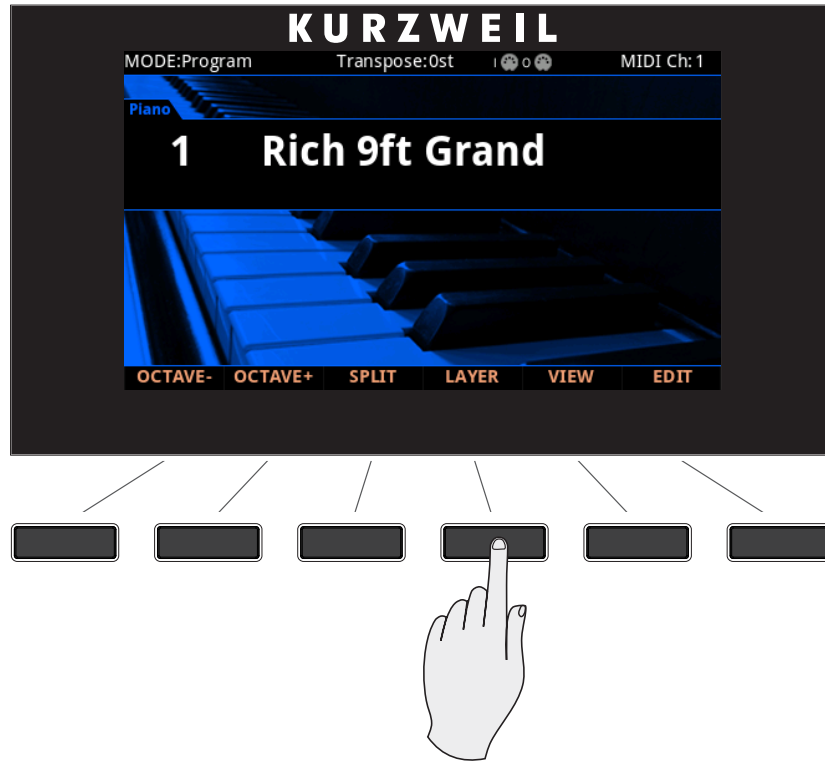 KURZWEIL
MODE:Program Transpose:0st I O MIDI Ch:1
Piano
1 Rich 9ft Grand
OCTAVE- OCTAVE+ SPLIT LAYER VIEW EDIT